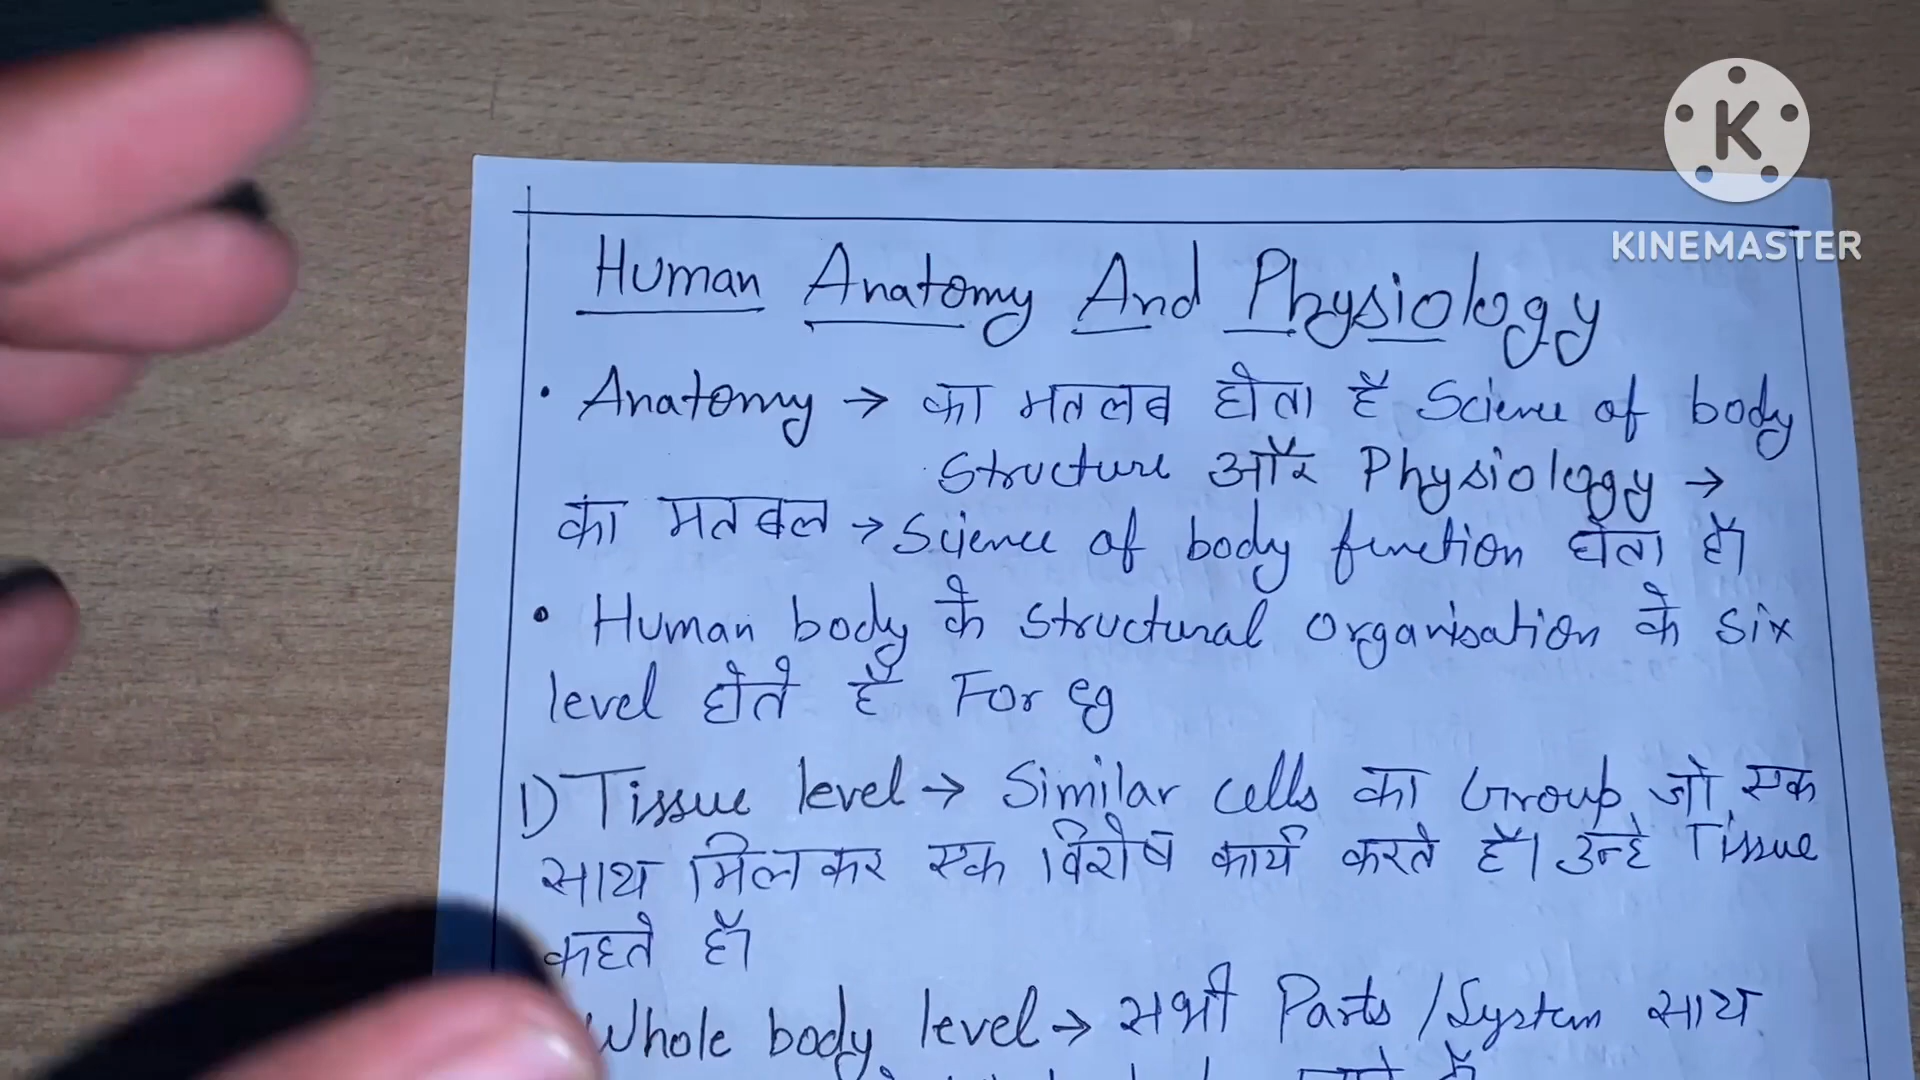 KINEMASTER
Human Anatomy And Physiology
• Anatomy → का मतलब होता है Science of body
Structure और Physiology →
का मतबल → Science of body function होता है।
• Human body के Structural organisation के six
level होते है For eg
1) Tissue level → Similar cells का Group जो एक
साथ मिलकर एक विशेष कार्य करते है। उन्हे Tissue
कहते है।
Whole body level → सभी Parts / System साथ